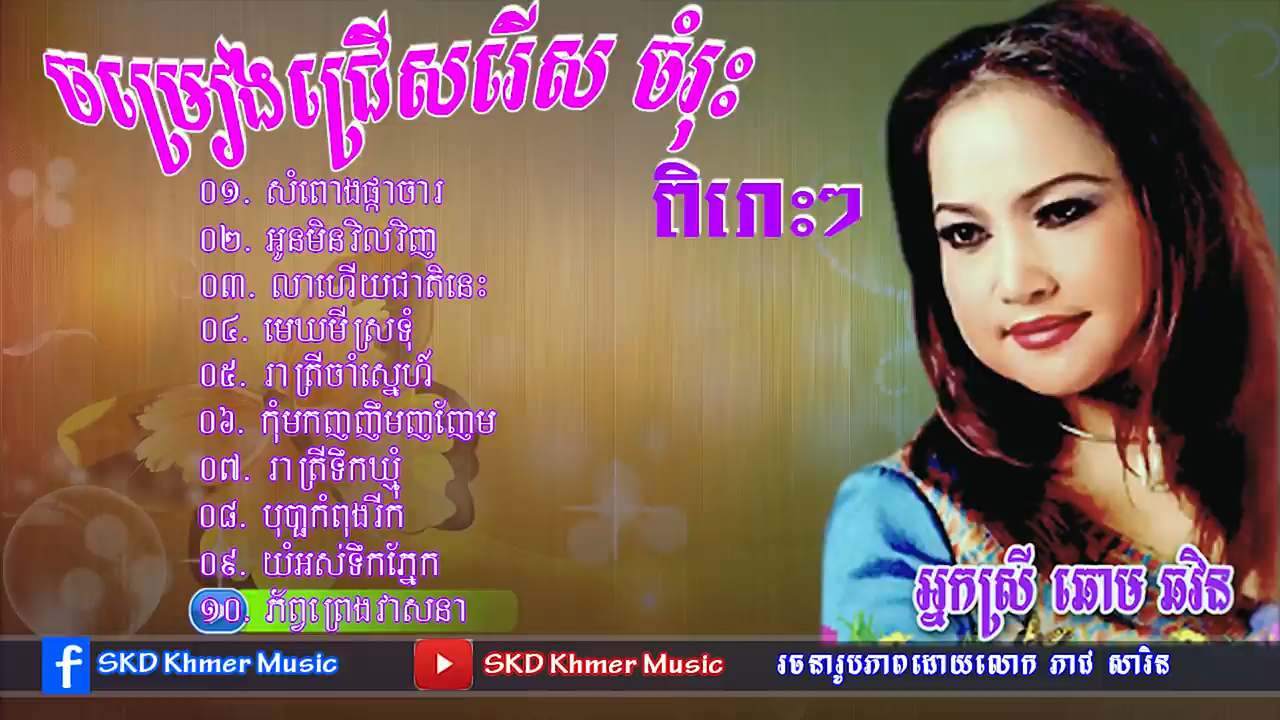 ចម្រៀងជ្រើសរើស ចំរុះ
ពិរោះៗ
០១. សំពោងផ្កាចារ
០២. អូនមិនវិលវិញ
០៣. លាហើយជាតិនេះ
០៤. មេឃមីស្រទុំ
០៥. រាត្រីចាំស្នេហ៍
០៦. កុំមកញញឹមញញែម
០៧. រាត្រីទឹកឃ្មុំ
០៨. បុប្ផាកំពុងរីក
០៩. យំអស់ទឹកភ្នែក
១០. ភ័ព្វព្រេងវាសនា
អ្នកស្រី ឆោម ឆវិន
SKD Khmer Music
SKD Khmer Music
រចនារូបភាពដោយលោក ភាជ សារិន